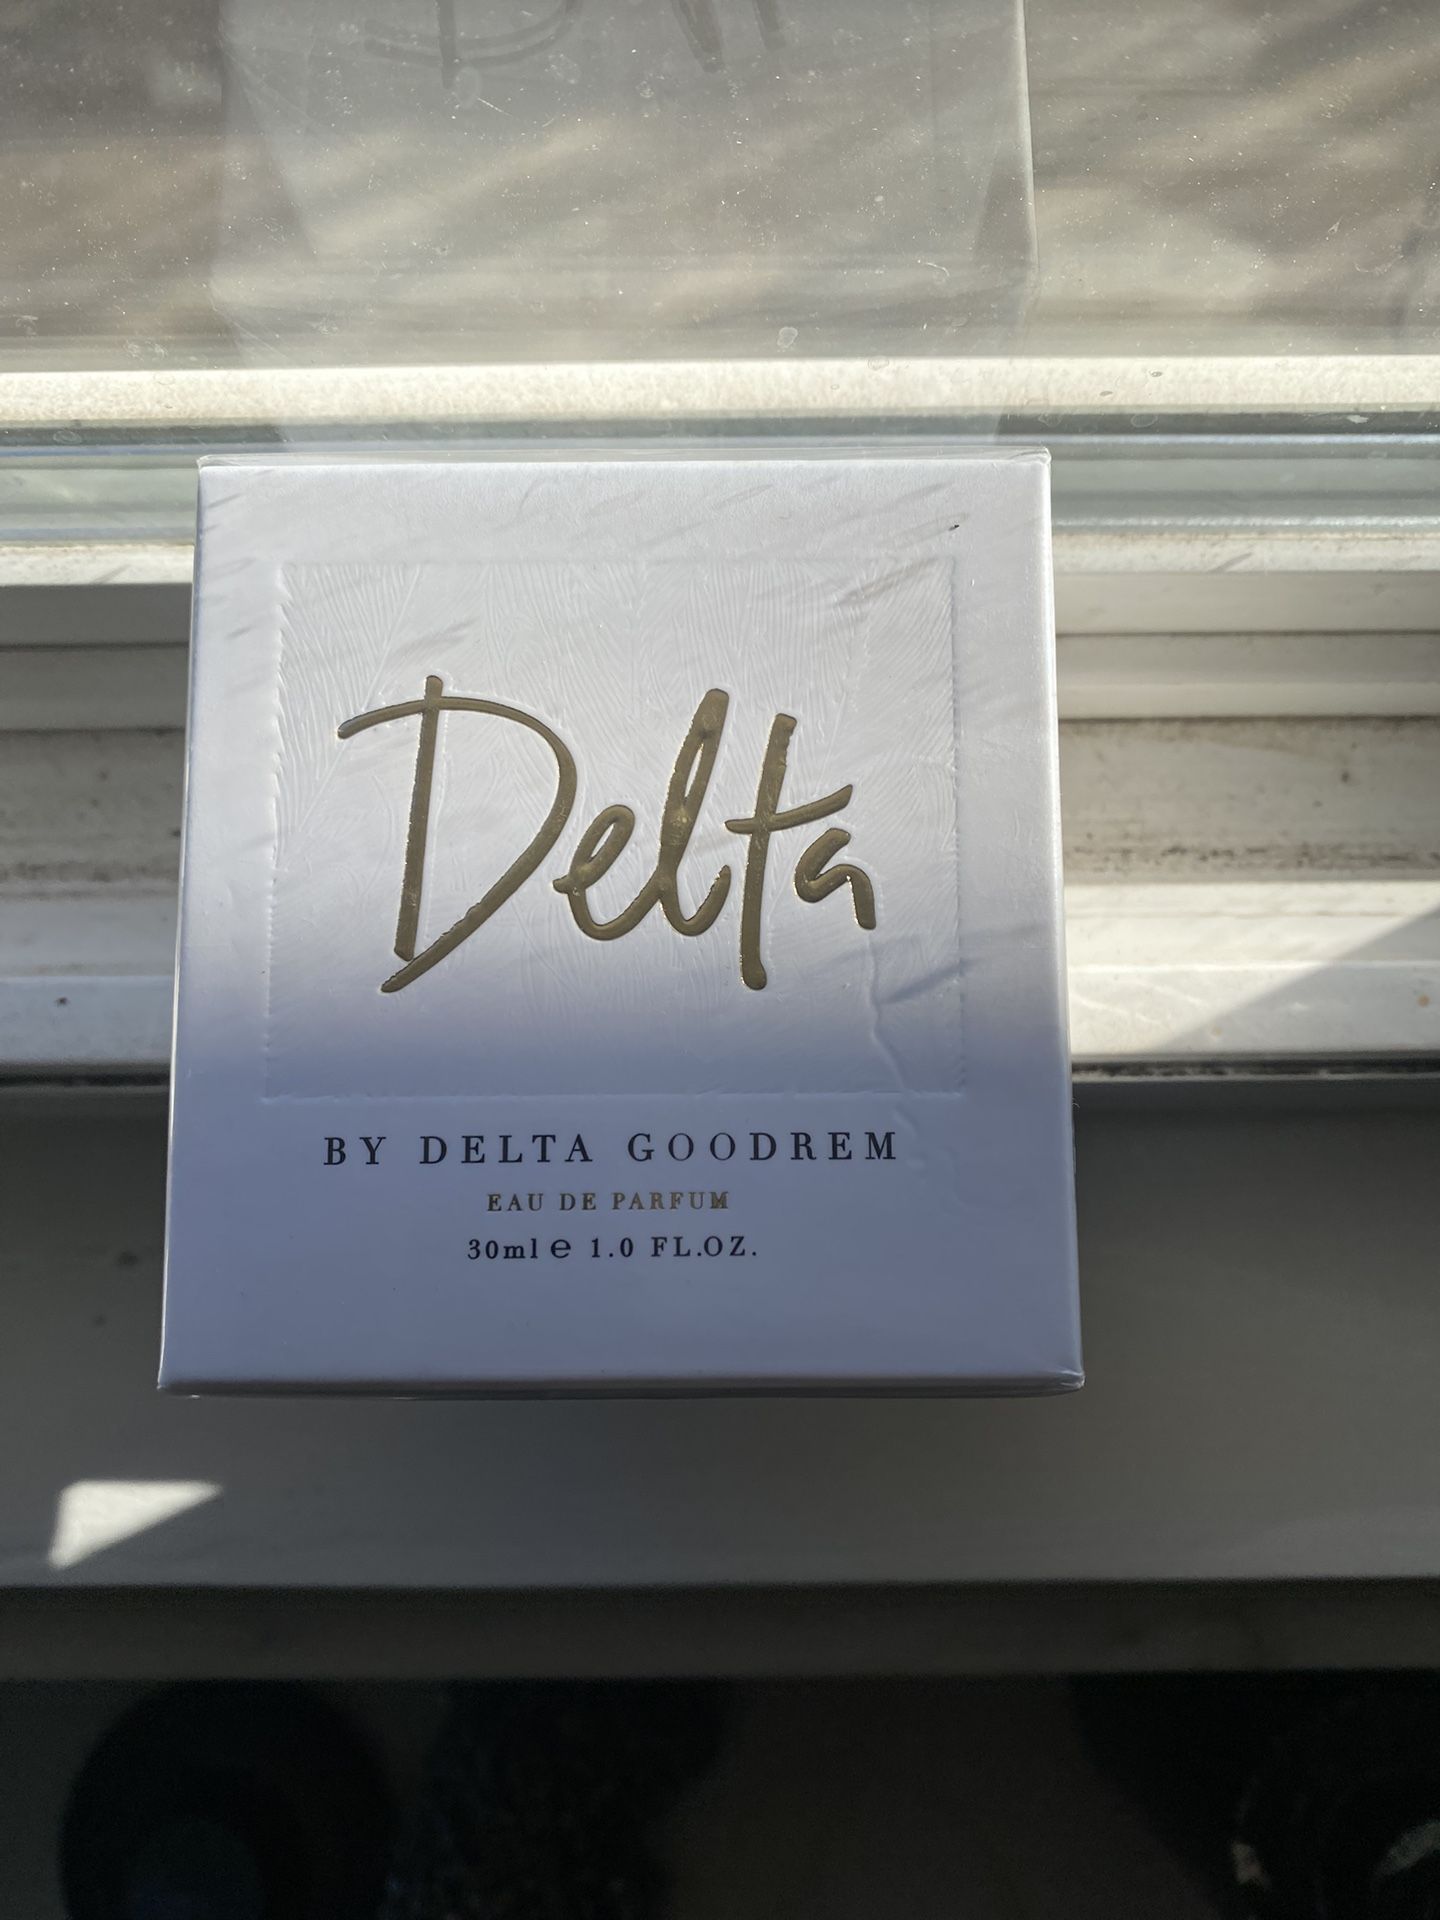 Delta
BY DELTA GOODREM
EAU DE PARFUM
30ml ℮ 1.0 FL.OZ.